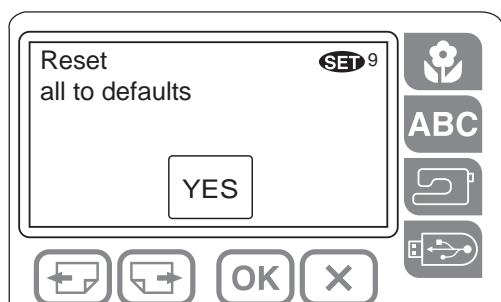 Reset
SET 9
all to defaults
YES
ABC
OK